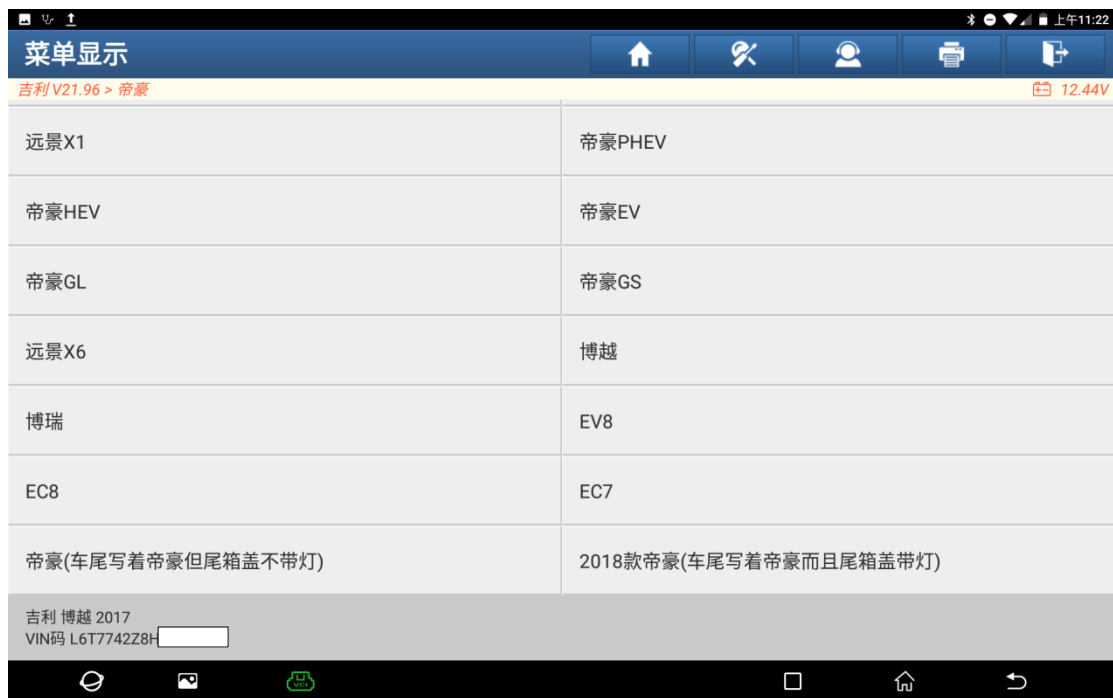 上午11:22
菜单显示
吉利 V21.96 > 帝豪 12.44V
远景X1 帝豪PHEV
帝豪HEV 帝豪EV
帝豪GL 帝豪GS
远景X6 博越
博瑞 EV8
EC8 EC7
帝豪(车尾写着帝豪但尾箱盖不带灯) 2018款帝豪(车尾写着帝豪而且尾箱盖带灯)
吉利 博越 2017
VIN码 L6T7742Z8H
VCI